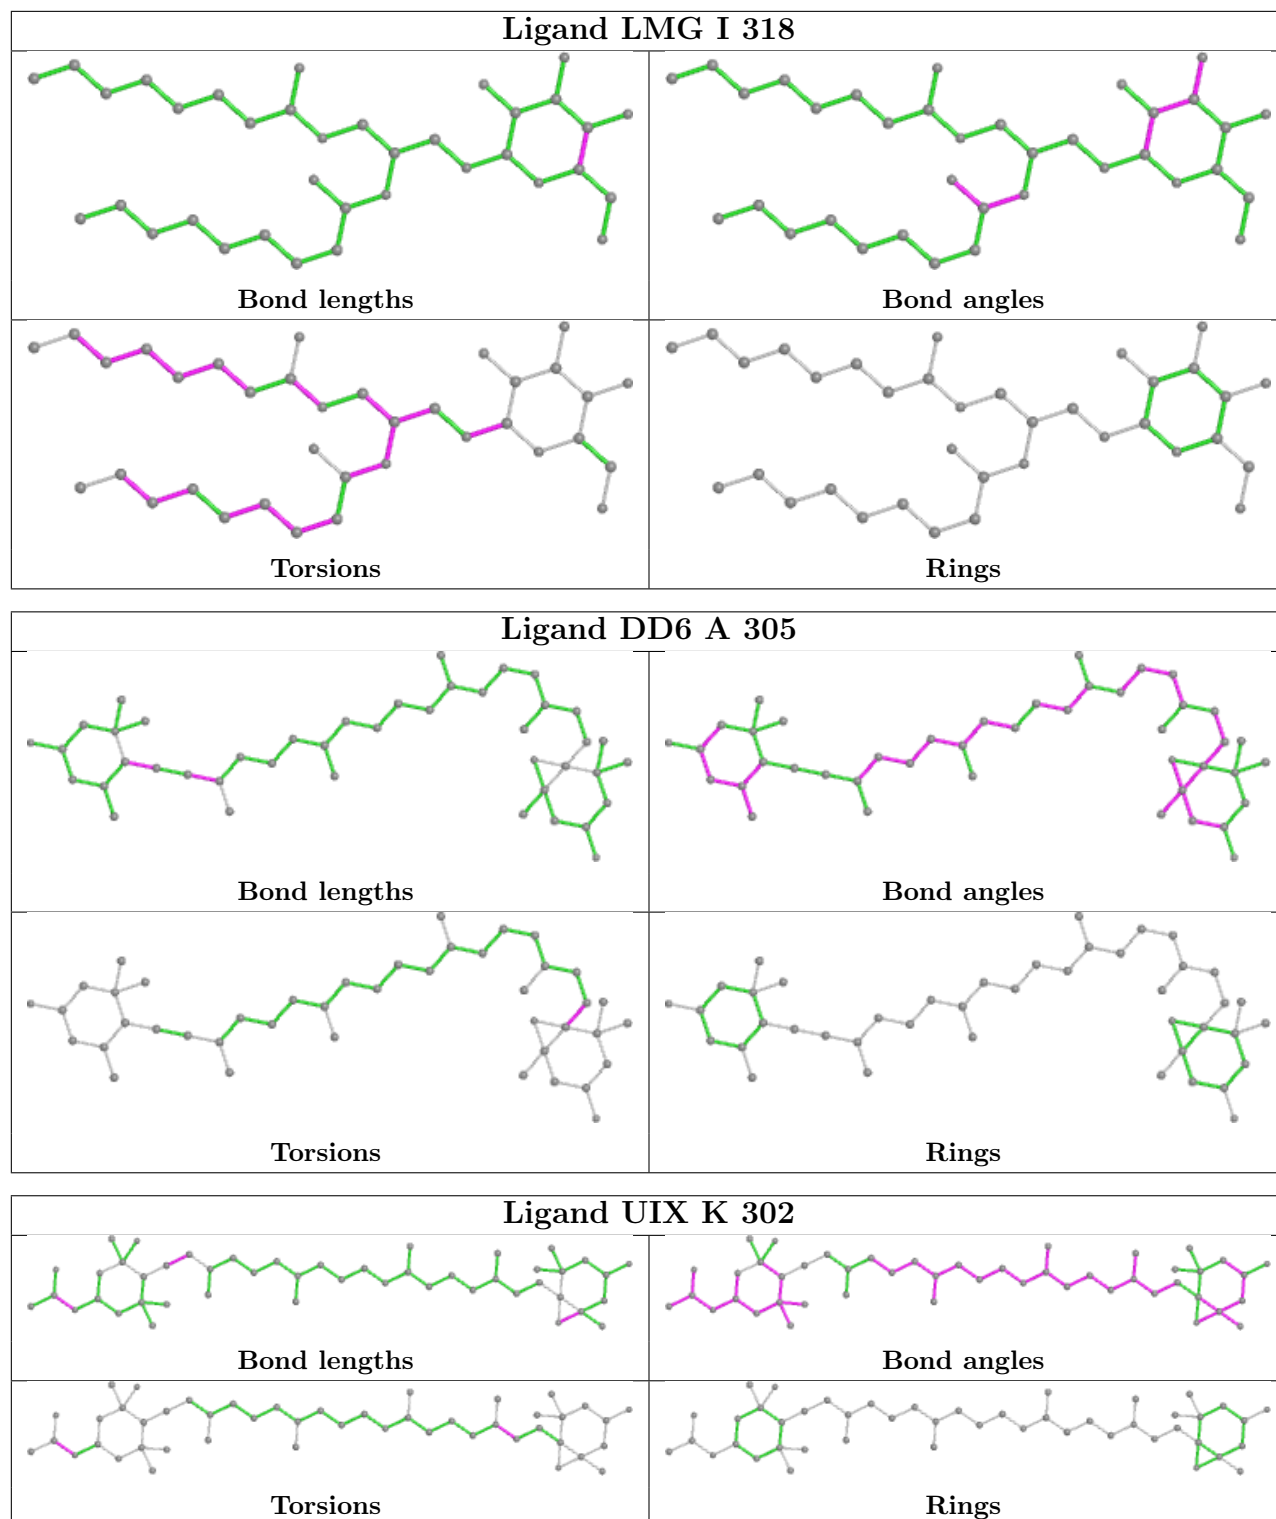 Ligand LMG I 318
Bond lengths
Bond angles
Torsions
Rings
Ligand DD6 A 305
Bond lengths
Bond angles
Torsions
Rings
Ligand UIX K 302
Bond lengths
Bond angles
Torsions
Rings